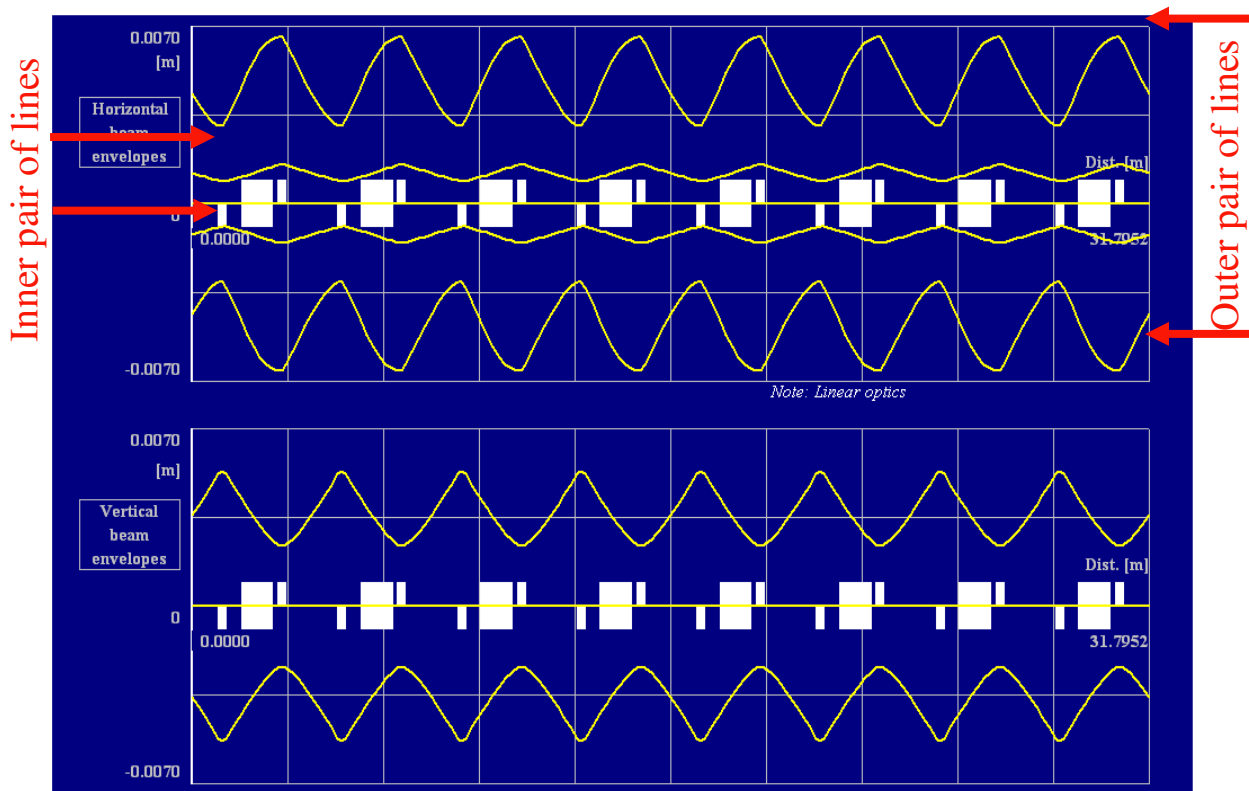 0.0070
[m]
Horizontal
beam
envelopes
Dist. [m]
0
0.0000
31.7952
-0.0070
Note: Linear optics
0.0070
[m]
Vertical
beam
envelopes
Dist. [m]
0
0.0000
31.7952
-0.0070
Inner pair of lines
Outer pair of lines